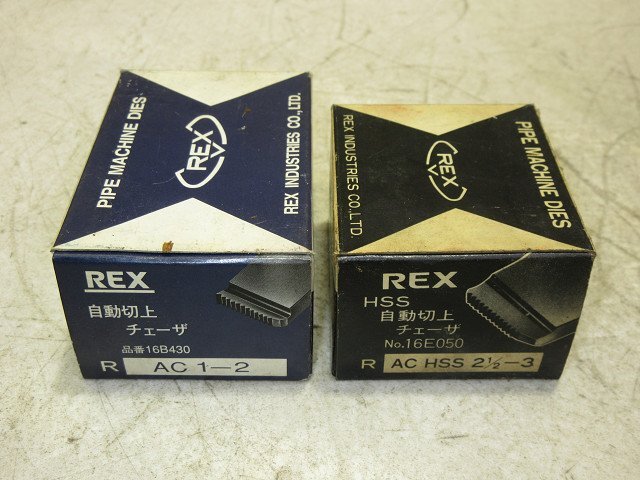 PIPE MACHINE DIES
REX
REX INDUSTRIES CO.,LTD.
REX
自動切上
チェーザ
品番16B430
R AC 1-2
REX INDUSTRIES CO.,LTD.
REX
PIPE MACHINE DIES
REX
HSS
自動切上
チェーザ
No.16E050
R AC HSS 2½-3